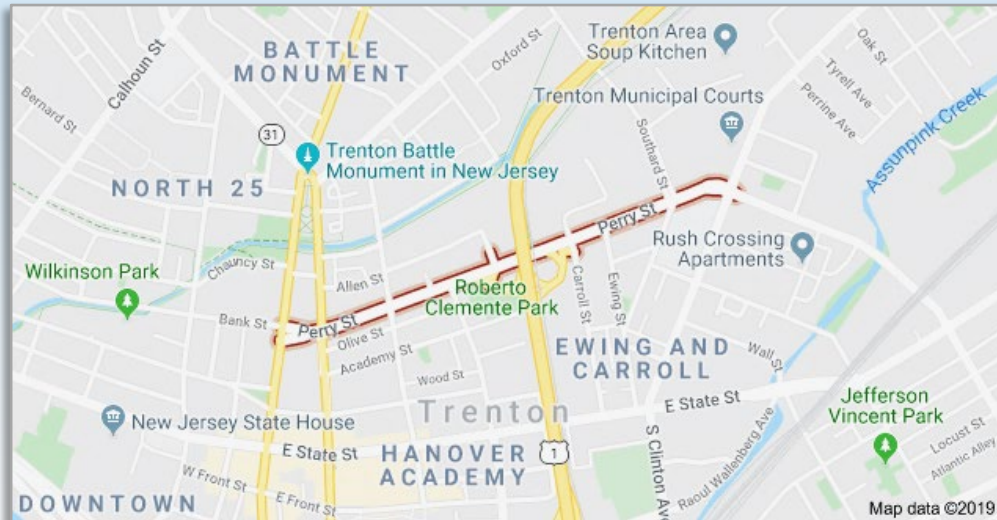 BATTLE
MONUMENT
Oxford St
Trenton Area
Soup Kitchen
Oak St
Tyrell Ave
Perrine Ave
Calhoun St
Bernard St
Trenton Municipal Courts
31
Trenton Battle
Monument in New Jersey
Southard St
Assunpink Creek
NORTH 25
Perry St
Rush Crossing
Apartments
Chauncy St
Wilkinson Park
Allen St
Roberto
Clemente Park
Carroll St
Ewing St
Bank St
Perry St
Olive St
Academy St
EWING AND
CARROLL
Wall St
Wood St
Trenton
E State St
Jefferson
Vincent Park
New Jersey State House
E State St
HANOVER
ACADEMY
1
S Clinton Ave
Raoul Wallenberg Ave
Locust St
Atlantic Alley
W Front St
E Front St
DOWNTOWN
Map data ©2019